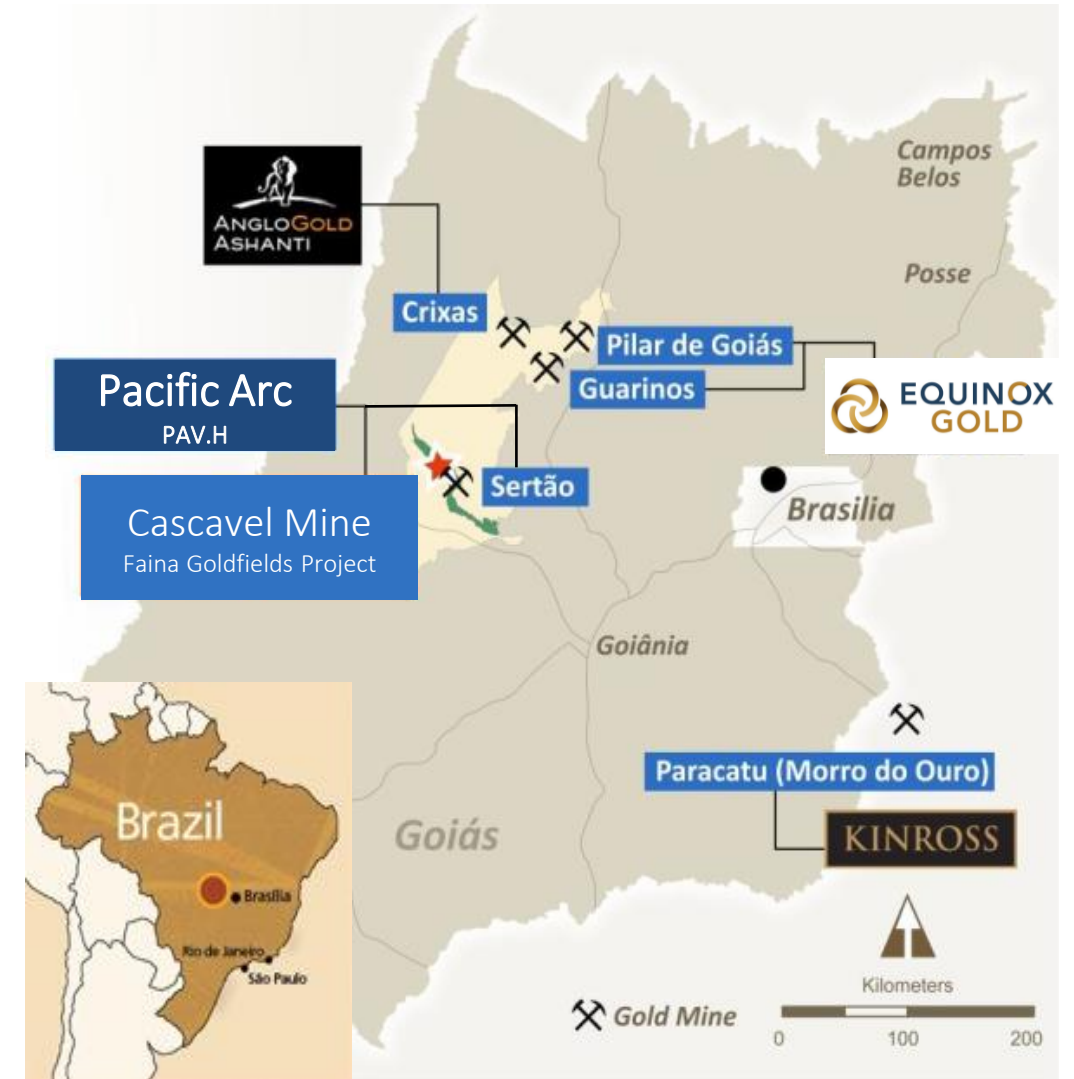 Campos
Belos
ANGLOGOLD
ASHANTI
Posse
Crixas
Pilar de Goiás
Guarinos
Pacific Arc
PAV.H
EQUINOX
GOLD
Sertão
Cascavel Mine
Faina Goldfields Project
Brasilia
Goiânia
Paracatu (Morro do Ouro)
KINROSS
Goiás
Brazil
Brasília
Rio de Janeiro
São Paulo
Kilometers
Gold Mine
0 100 200